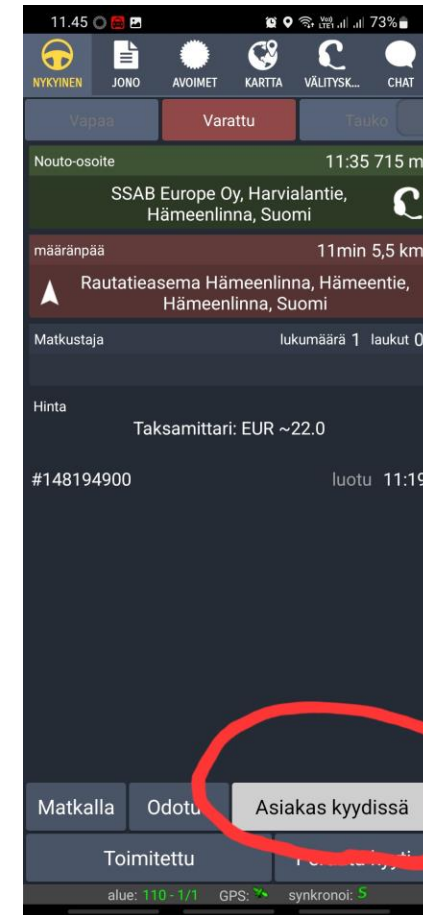 11.45 73%
NYKYINEN JONO AVOIMET KARTTA VÄLITYSK... CHAT
Vapaa Varattu Tauko
Nouto-osoite 11:35 715 m
SSAB Europe Oy, Harvialantie,
Hämeenlinna, Suomi
määränpää 11min 5,5 km
Rautatieasema Hämeenlinna, Hämeentie,
Hämeenlinna, Suomi
Matkustaja lukumäärä 1 laukut 0
Hinta
Taksamittari: EUR ~22.0
#148194900 luotu 11:19
Matkalla Odotu Asiakas kyydissä
Toimitettu kyyti
alue: 110 - 1/1 GPS: synkronoi: S